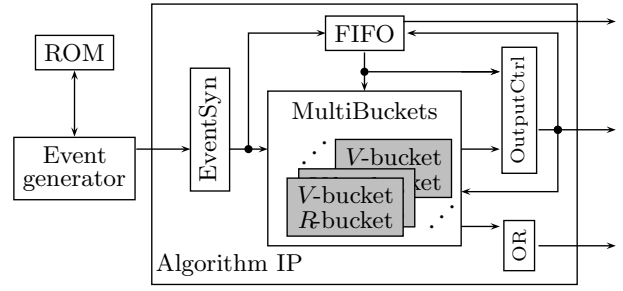 FIFO
ROM
EventSyn
OutputCtrl
MultiBuckets
Event
generator
V-bucket
V-bucket
R-bucket
OR
Algorithm IP